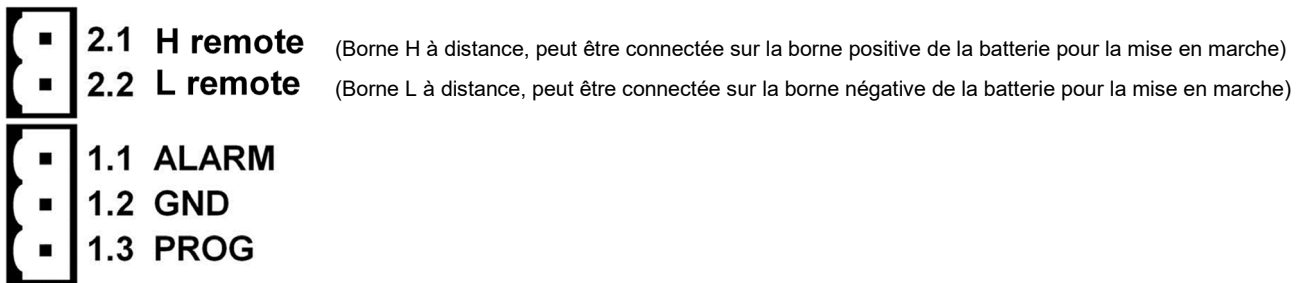 2.1 H remote (Borne H à distance, peut être connectée sur la borne positive de la batterie pour la mise en marche)
2.2 L remote (Borne L à distance, peut être connectée sur la borne négative de la batterie pour la mise en marche)
1.1 ALARM
1.2 GND
1.3 PROG